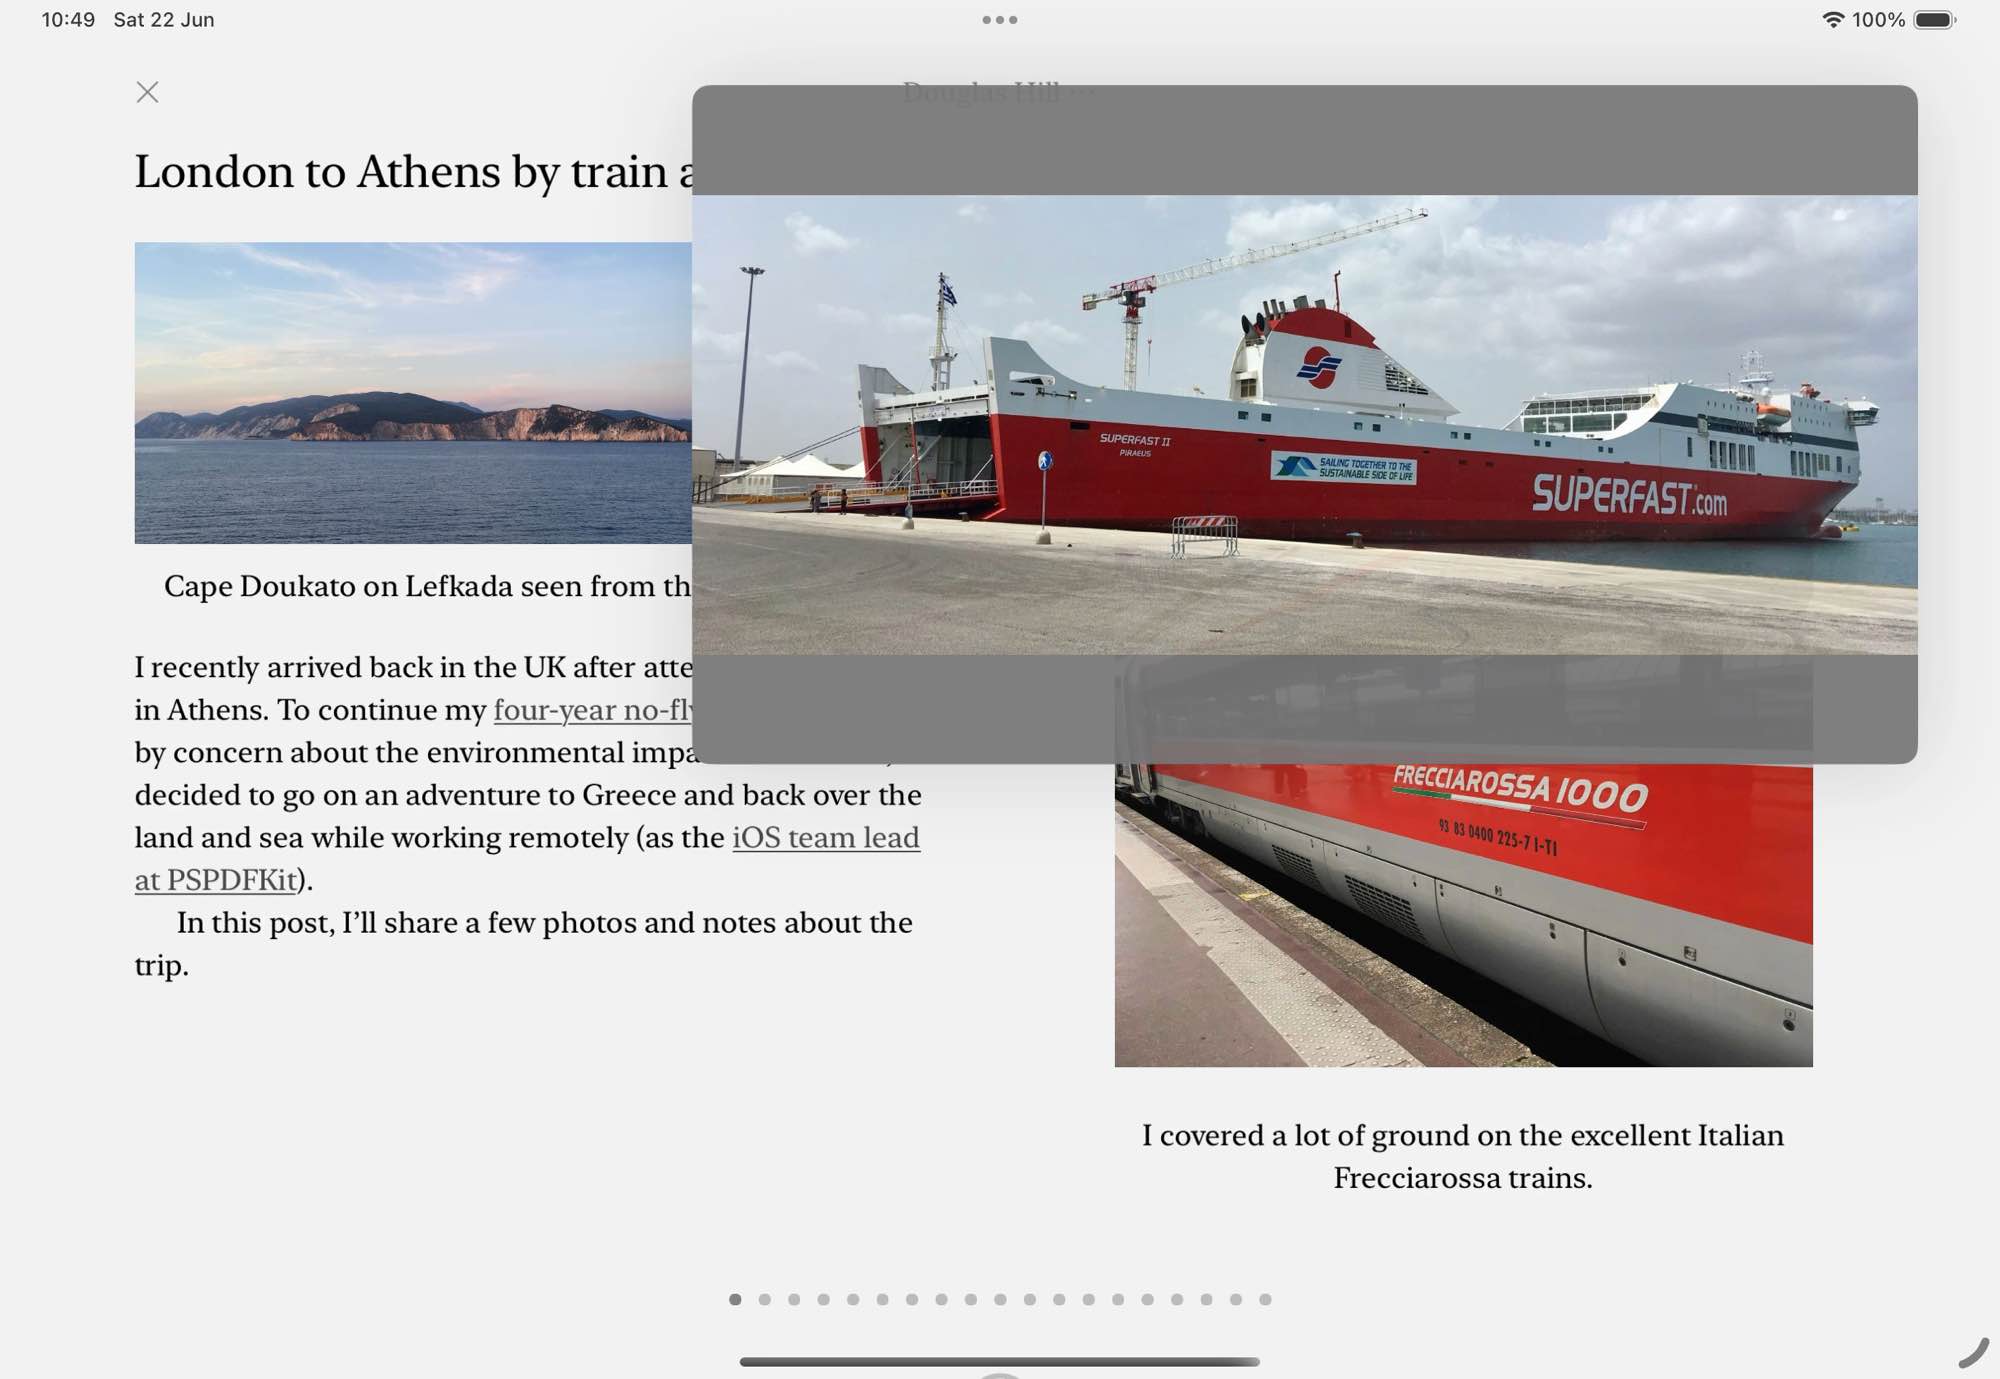 10:49 Sat 22 Jun
100%
Douglas Hill
London to Athens by train
Cape Doukato on Lefkada seen from
I recently arrived back in the UK after
in Athens. To continue my four-year
by concern about the environmental
decided to go on an adventure to Greece and back over the
land and sea while working remotely (as the iOS team lead
at PSPDFKit).
In this post, I’ll share a few photos and notes about the
trip.
SUPERFAST II
PIRAEUS
SAILING TOGETHER TO THE
SUSTAINABLE SIDE OF LIFE
SUPERFAST.com
FRECCIAROSSA 1000
93 83 0400 225-7 I-TI
I covered a lot of ground on the excellent Italian
Frecciarossa trains.